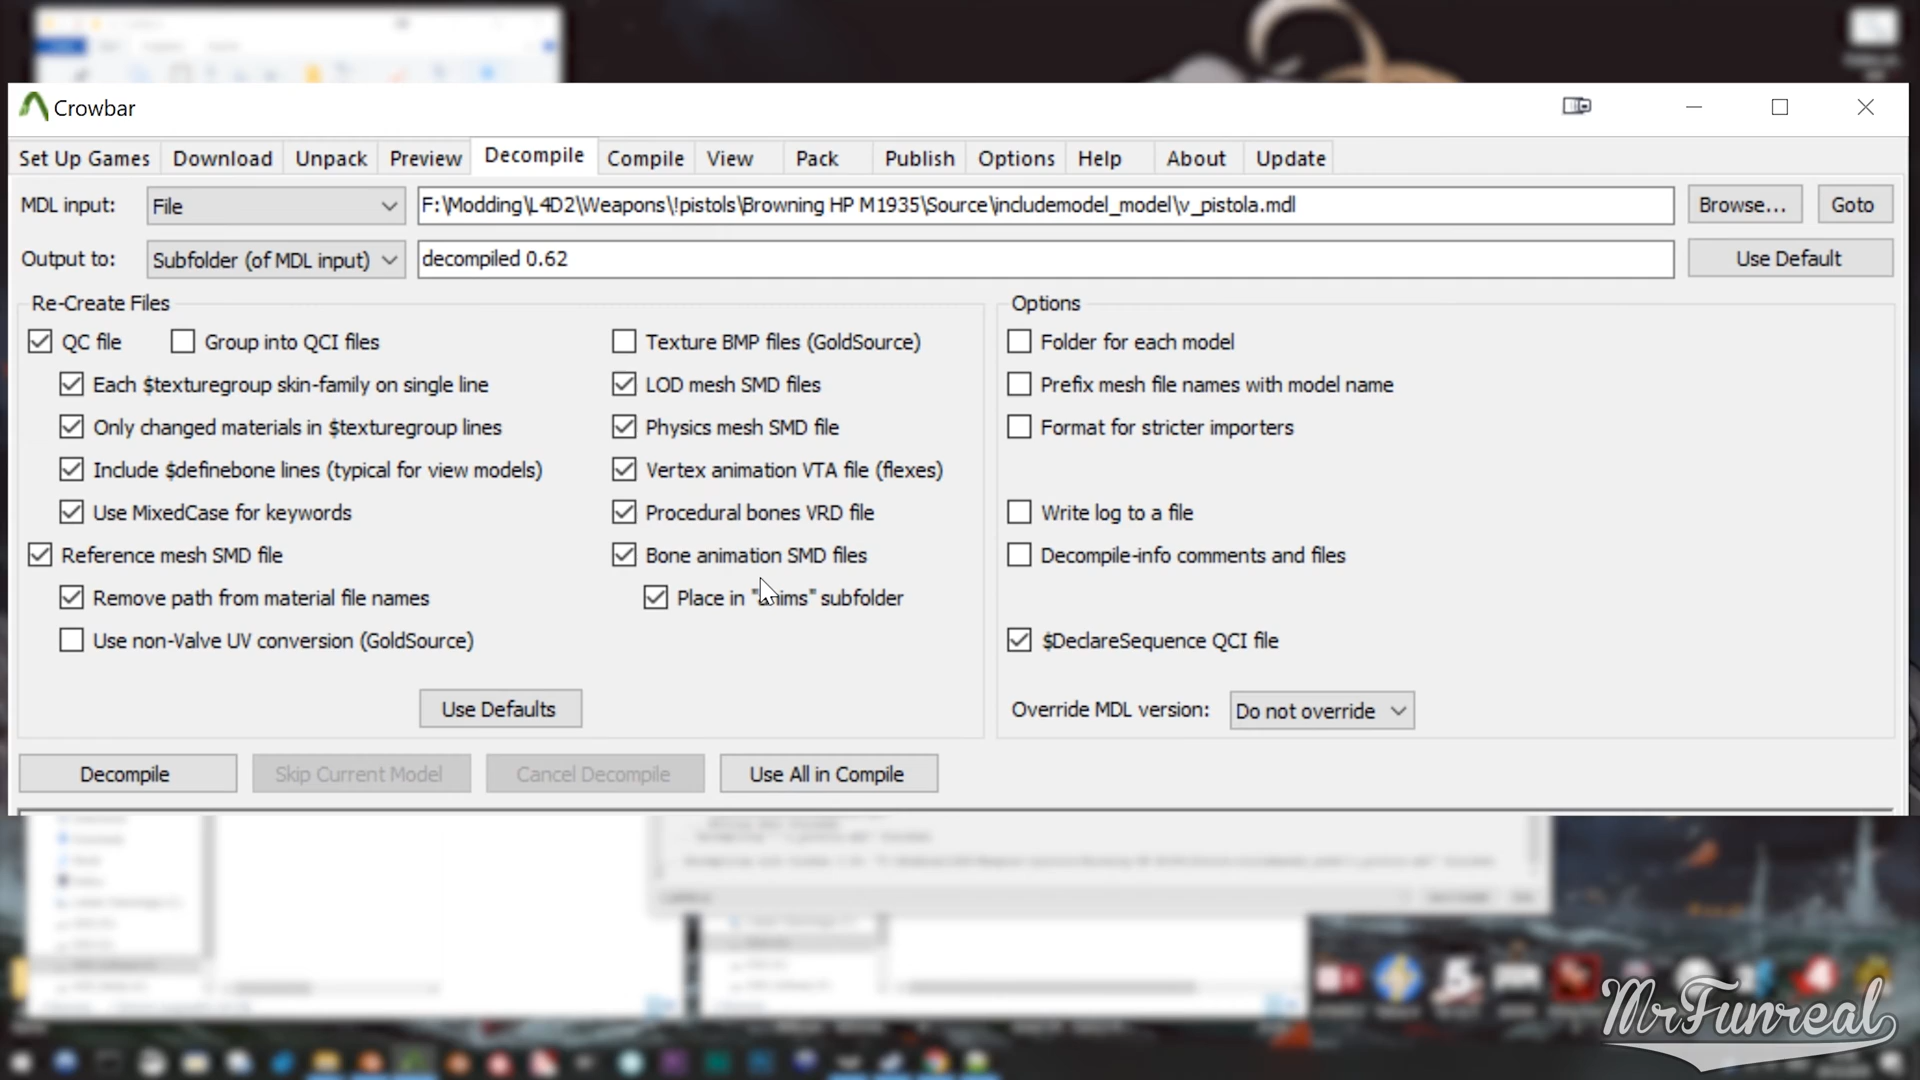 Crowbar
Set Up Games Download Unpack Preview Decompile Compile View Pack Publish Options Help About Update
MDL input: File F:\Modding\L4D2\Weapons\!pistols\Browning HP M1935\Source\includemodel_model\v_pistola.mdl Browse... Goto
Output to: Subfolder (of MDL input) decompiled 0.62 Use Default
Re-Create Files Options
QC file Group into QCI files Texture BMP files (GoldSource) Folder for each model
Each $texturegroup skin-family on single line LOD mesh SMD files Prefix mesh file names with model name
Only changed materials in $texturegroup lines Physics mesh SMD file Format for stricter importers
Include $definebone lines (typical for view models) Vertex animation VTA file (flexes)
Use MixedCase for keywords Procedural bones VRD file Write log to a file
Reference mesh SMD file Bone animation SMD files Decompile-info comments and files
Remove path from material file names Place in "anims" subfolder
Use non-Valve UV conversion (GoldSource) $DeclareSequence QCI file
Use Defaults Override MDL version: Do not override
Decompile Skip Current Model Cancel Decompile Use All in Compile
MrFunreal